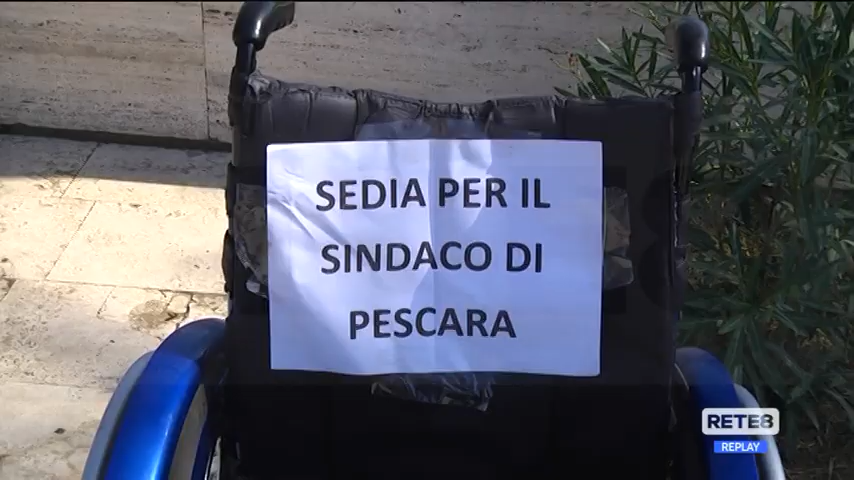 SEDIA PER IL
SINDACO DI
PESCARA
RETE8
REPLAY